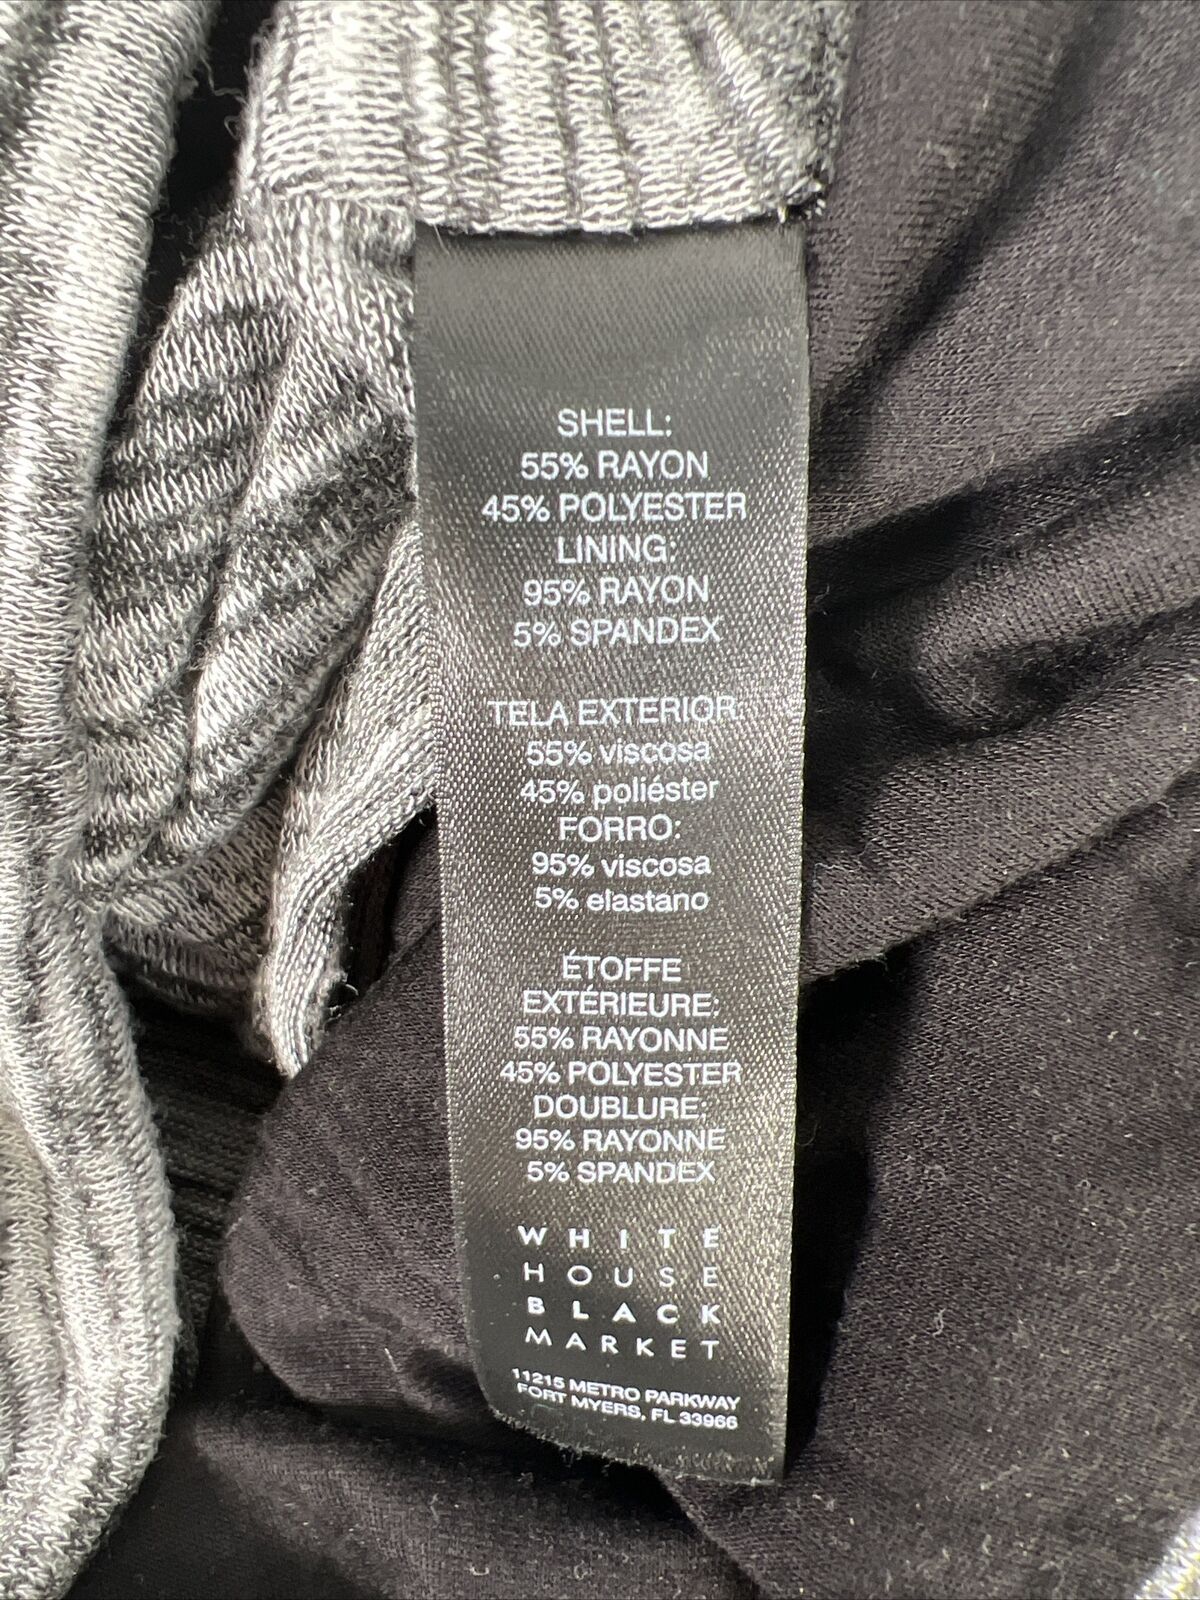 SHELL:
55% RAYON
45% POLYESTER
LINING:
95% RAYON
5% SPANDEX
TELA EXTERIOR
55% viscosa
45% poliéster
FORRO:
95% viscosa
5% elastano
ÉTOFFE
EXTÉRIEURE:
55% RAYONNE
45% POLYESTER
DOUBLURE:
95% RAYONNE
5% SPANDEX
WHITE
HOUSE
BLACK
MARKET
11215 METRO PARKWAY
FORT MYERS, FL 33966